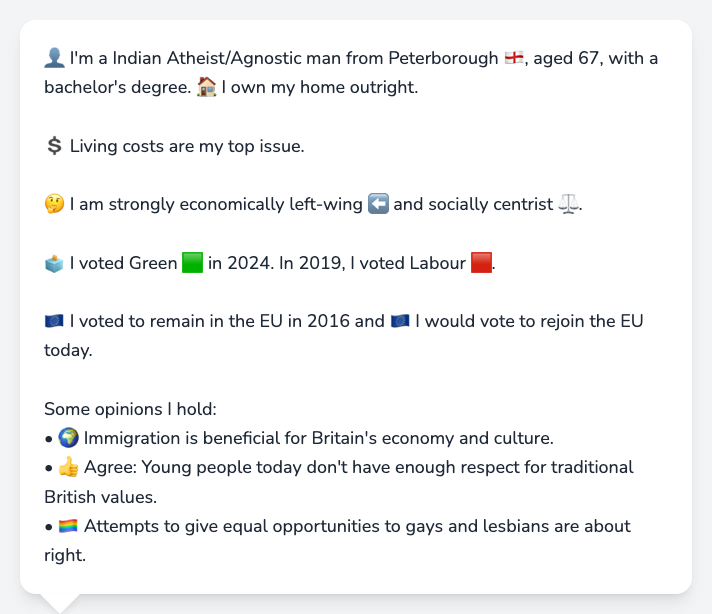 👤 I'm a Indian Atheist/Agnostic man from Peterborough 🏴󠁧󠁢󠁥󠁮󠁧󠁿, aged 67, with a
bachelor's degree. 🏠 I own my home outright.
💲 Living costs are my top issue.
🤔 I am strongly economically left-wing ⬅️ and socially centrist ⚖️.
🗳️ I voted Green 🟩 in 2024. In 2019, I voted Labour 🟥.
🇪🇺 I voted to remain in the EU in 2016 and 🇪🇺 I would vote to rejoin the EU
today.
Some opinions I hold:
• 🌍 Immigration is beneficial for Britain's economy and culture.
• 👍 Agree: Young people today don't have enough respect for traditional
British values.
• 🏳️‍🌈 Attempts to give equal opportunities to gays and lesbians are about
right.